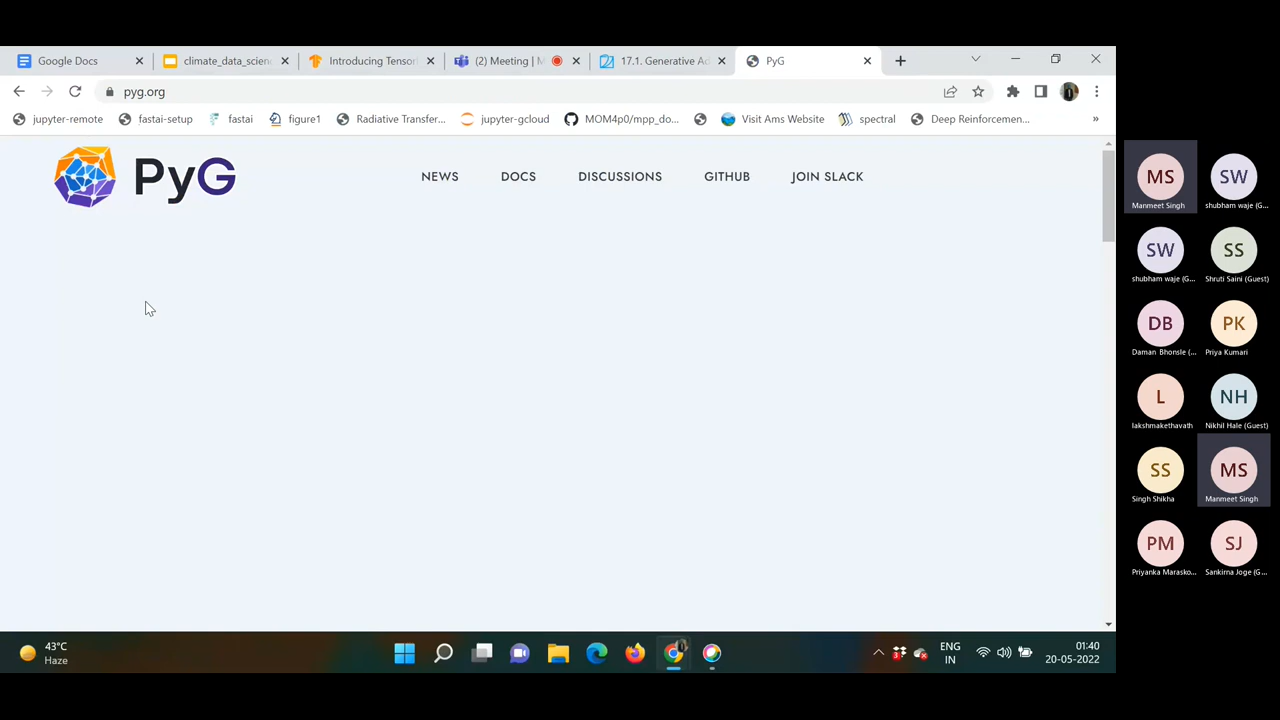 Google Docs
climate_data_scien
Introducing Tensor
(2) Meeting | M
17.1. Generative Ad
PyG
pyg.org
jupyter-remote
fastai-setup
fastai
figure1
Radiative Transfer...
jupyter-gcloud
MOM4p0/mpp_do...
Visit Ams Website
spectral
Deep Reinforcemen...
»
PyG
NEWS
DOCS
DISCUSSIONS
GITHUB
JOIN SLACK
MS
Manmeet Singh
SW
shubham waje (G...
SW
shubham waje (G...
SS
Shruti Saini (Guest)
DB
Daman Bhonsle (...
PK
Priya Kumari
L
lakshmakethavath
NH
Nikhil Hale (Guest)
SS
Singh Shikha
MS
Manmeet Singh
PM
Priyanka Marasko...
SJ
Sankirna Joge (G...
43°C
Haze
ENG
IN
01:40
20-05-2022